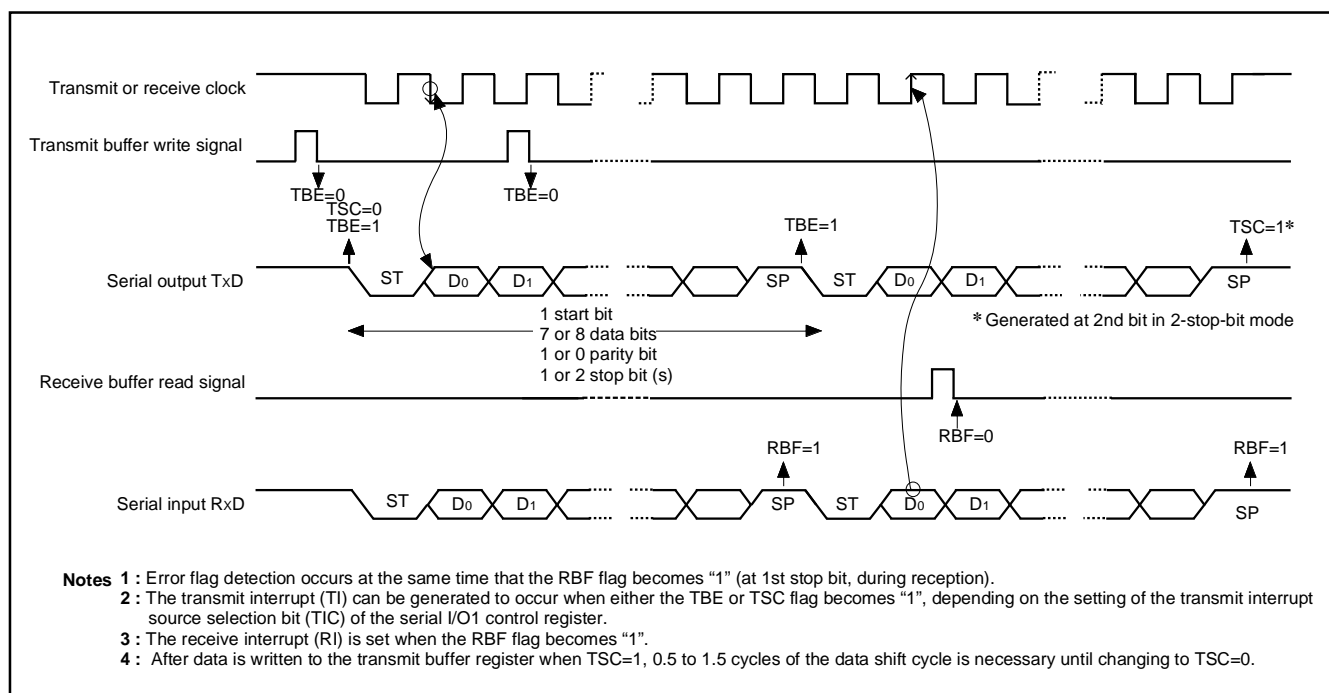 Transmit or receive clock
Transmit buffer write signal
TBE=0
TBE=0
TSC=0
TBE=1
TBE=1
TSC=1*
Serial output TxD
ST
D0
D1
SP
ST
D0
D1
SP
1 start bit
7 or 8 data bits
1 or 0 parity bit
1 or 2 stop bit (s)
* Generated at 2nd bit in 2-stop-bit mode
Receive buffer read signal
RBF=0
RBF=1
RBF=1
Serial input RxD
ST
D0
D1
SP
ST
D0
D1
SP
Notes 1 : Error flag detection occurs at the same time that the RBF flag becomes “1” (at 1st stop bit, during reception).
2 : The transmit interrupt (TI) can be generated to occur when either the TBE or TSC flag becomes “1”, depending on the setting of the transmit interrupt
source selection bit (TIC) of the serial I/O1 control register.
3 : The receive interrupt (RI) is set when the RBF flag becomes “1”.
4 : After data is written to the transmit buffer register when TSC=1, 0.5 to 1.5 cycles of the data shift cycle is necessary until changing to TSC=0.